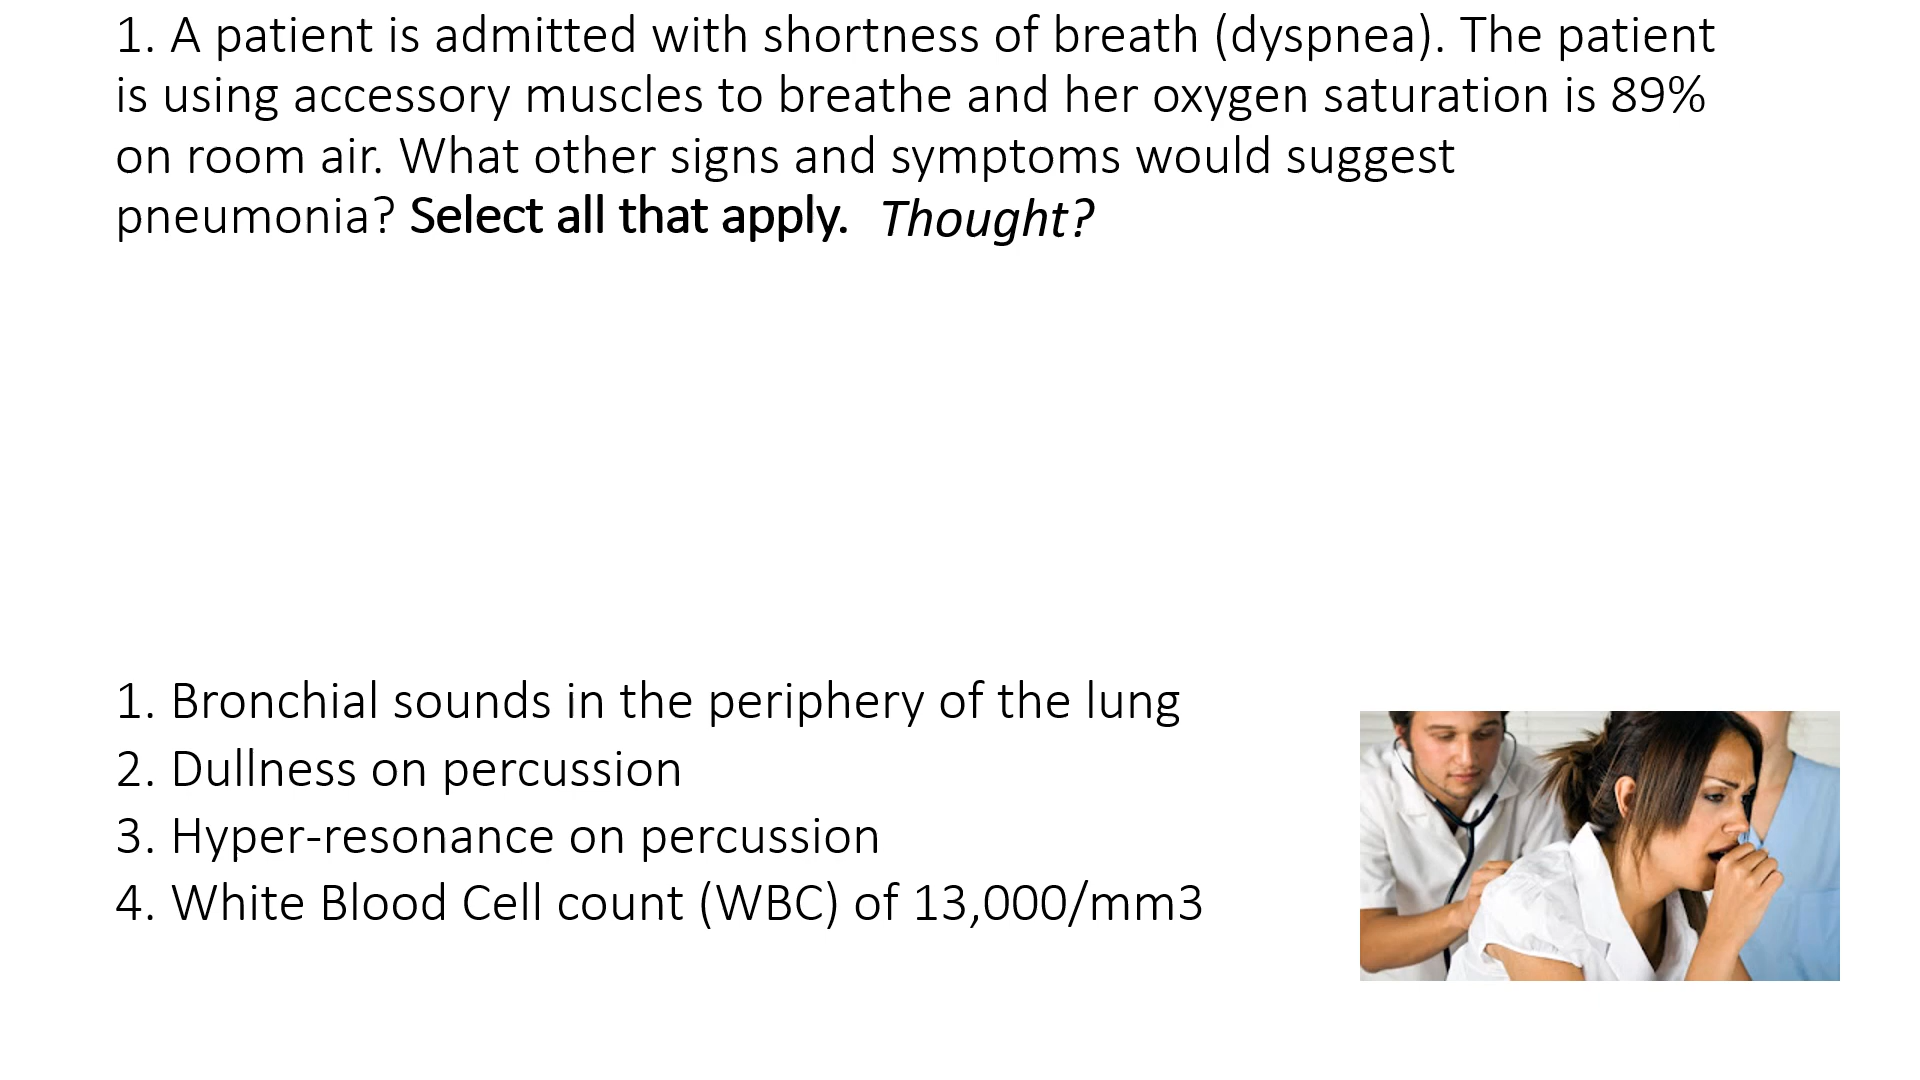 1. A patient is admitted with shortness of breath (dyspnea). The patient
is using accessory muscles to breathe and her oxygen saturation is 89%
on room air. What other signs and symptoms would suggest
pneumonia? Select all that apply. Thought?
1. Bronchial sounds in the periphery of the lung
2. Dullness on percussion
3. Hyper-resonance on percussion
4. White Blood Cell count (WBC) of 13,000/mm3